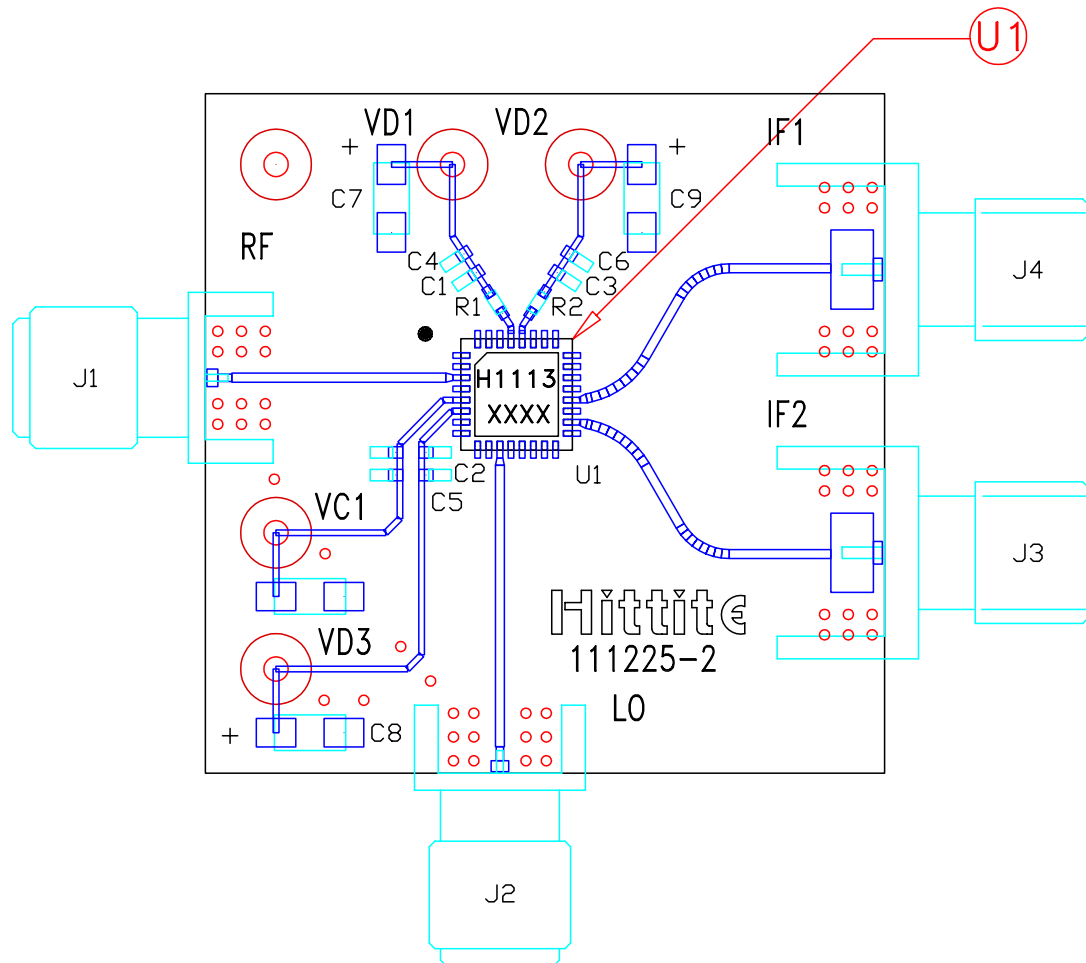 U1
VD1
VD2
IF1
+
+
C7
C9
RF
C4
C6
C1
C3
J4
R1
R2
J1
H1113
XXXX
IF2
C2
U1
C5
VC1
J3
Hittite
VD3
111225-2
LO
+
C8
J2